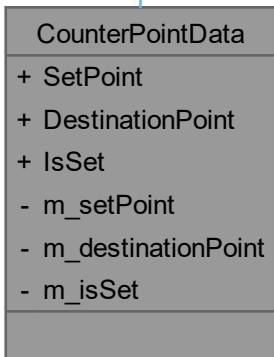 CounterPointData
+ SetPoint
+ DestinationPoint
+ IsSet
- m_setPoint
- m_destinationPoint
- m_isSet